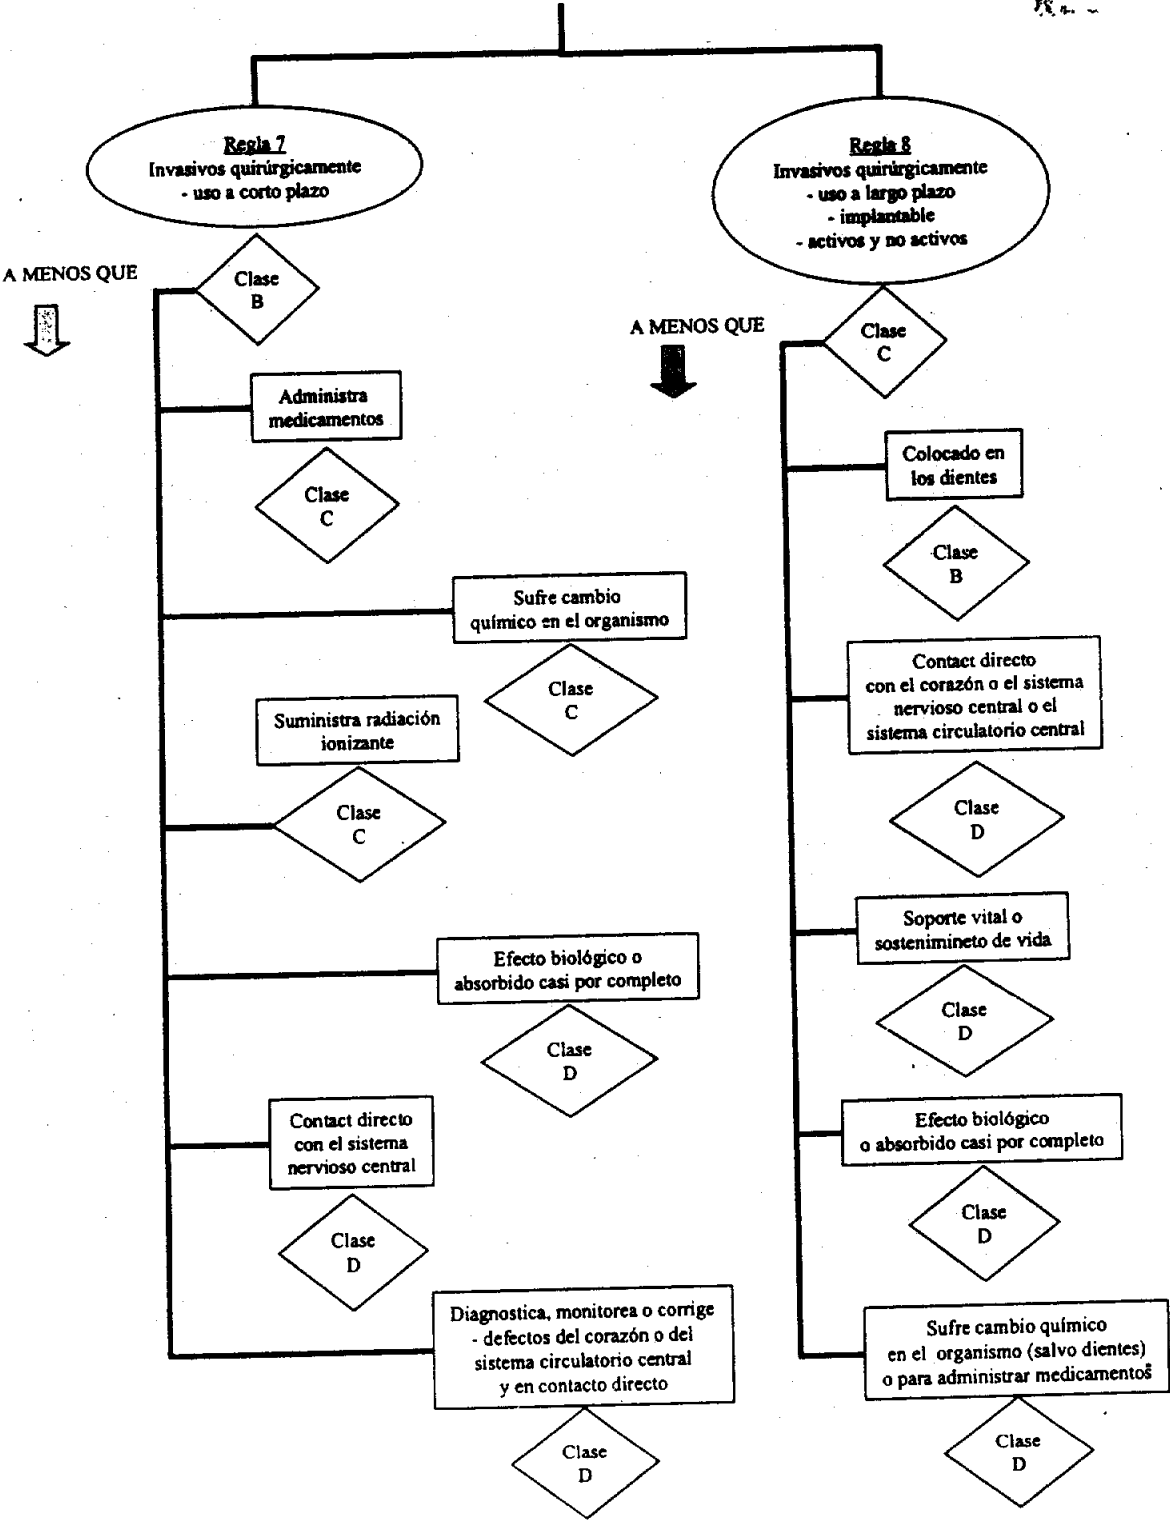 Regla 7
Invasivos quirúrgicamente
- uso a corto plazo
A MENOS QUE
Clase
B
Administra
medicamentos
Clase
C
Sufre cambio
químico en el organismo
Clase
C
Suministra radiación
ionizante
Clase
C
Efecto biológico o
absorbido casi por completo
Clase
D
Contact directo
con el sistema
nervioso central
Clase
D
Diagnostica, monitorea o corrige
- defectos del corazón o del
sistema circulatorio central
y en contacto directo
Clase
D
Regla 8
Invasivos quirúrgicamente
- uso a largo plazo
- implantable
- activos y no activos
A MENOS QUE
Clase
C
Colocado en
los dientes
Clase
B
Contact directo
con el corazón o el sistema
nervioso central o el
sistema circulatorio central
Clase
D
Soporte vital o
sostenimineto de vida
Clase
D
Efecto biológico
o absorbido casi por completo
Clase
D
Sufre cambio químico
en el organismo (salvo dientes)
o para administrar medicamentos
Clase
D